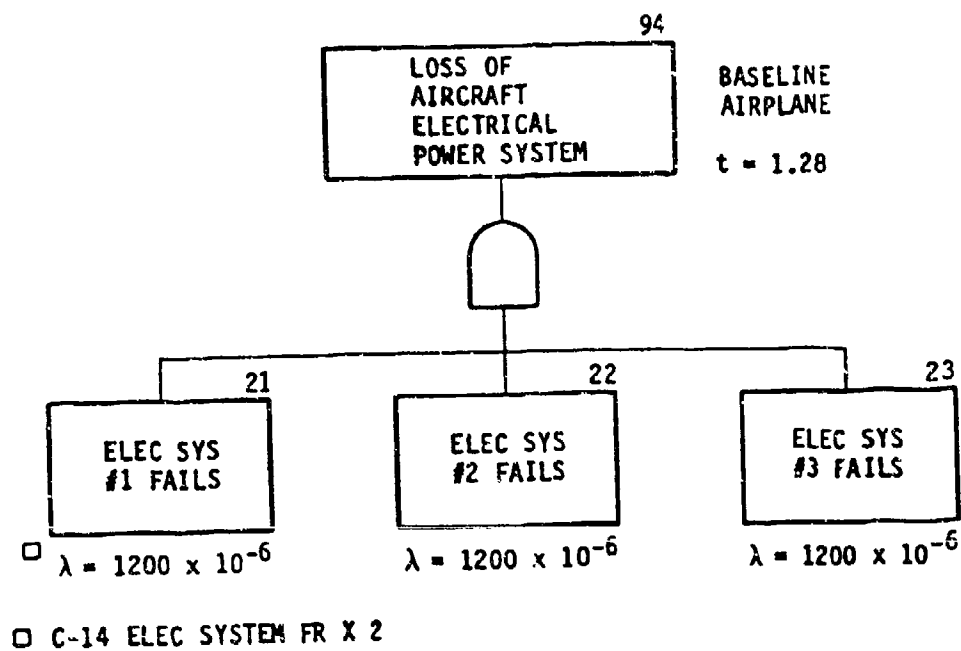 94
LOSS OF
AIRCRAFT
ELECTRICAL
POWER SYSTEM
BASELINE
AIRPLANE
t = 1.28
21
ELEC SYS
#1 FAILS
22
ELEC SYS
#2 FAILS
23
ELEC SYS
#3 FAILS
□ λ = 1200 x 10⁻⁶
λ = 1200 x 10⁻⁶
λ = 1200 x 10⁻⁶
□ C-14 ELEC SYSTEM FR X 2